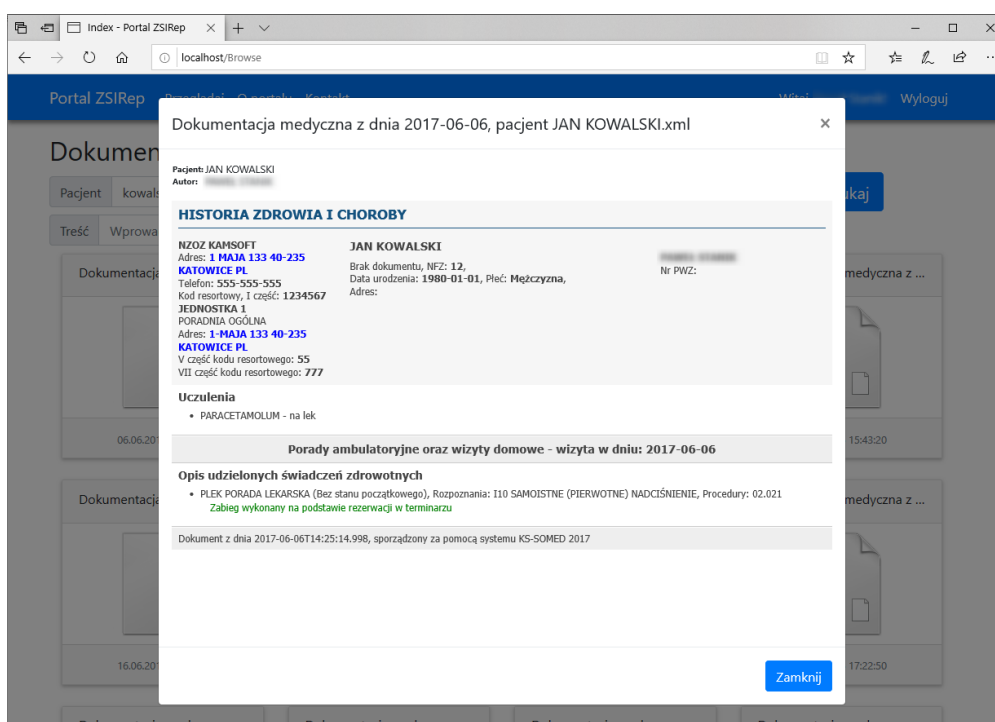 Index - Portal ZSIRep
localhost/Browse
Portal ZSIRep Przeglądaj O portalu Kontakt Witaj Wyloguj
Dokumen
Pacjent kowals ukaj
Treść Wprowa
Dokumentacja medyczna z dnia 2017-06-06, pacjent JAN KOWALSKI.xml ×
Pacjent: JAN KOWALSKI
Autor:
HISTORIA ZDROWIA I CHOROBY
NZOZ KAMSOFT
Adres: 1 MAJA 133 40-235
KATOWICE PL
Telefon: 555-555-555
Kod resortowy, I część: 1234567
JEDNOSTKA 1
PORADNIA OGÓLNA
Adres: 1-MAJA 133 40-235
KATOWICE PL
V część kodu resortowego: 55
VII część kodu resortowego: 777
JAN KOWALSKI
Brak dokumentu, NFZ: 12,
Data urodzenia: 1980-01-01, Płeć: Mężczyzna,
Adres:
Nr PWZ:
Uczulenia
• PARACETAMOLUM - na lek
Porady ambulatoryjne oraz wizyty domowe - wizyta w dniu: 2017-06-06
Opis udzielonych świadczeń zdrowotnych
• PLEK PORADA LEKARSKA (Bez stanu początkowego), Rozpoznania: I10 SAMOISTNE (PIERWOTNE) NADCIŚNIENIE, Procedury: 02.021
Zabieg wykonany na podstawie rezerwacji w terminarzu
Dokument z dnia 2017-06-06T14:25:14.998, sporządzony za pomocą systemu KS-SOMED 2017
Zamknij
Dokumentacja medyczna z ...
06.06.201 15:43:20
Dokumentacja medyczna z ...
16.06.201 17:22:50